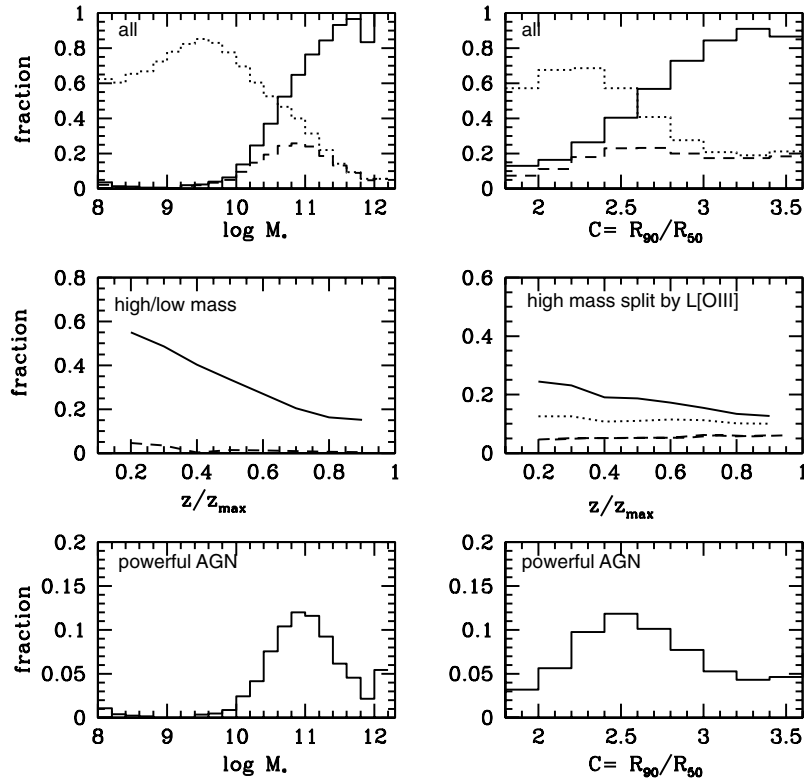 1
0.8
0.6
0.4
0.2
0
fraction
all
8 9 10 11 12
log M*
1
0.8
0.6
0.4
0.2
0
all
2 2.5 3 3.5
C= R90/R50
0.8
0.6
0.4
0.2
0
fraction
high/low mass
0.2 0.4 0.6 0.8 1
z/zmax
0.6
0.4
0.2
0
high mass split by L[OIII]
0.2 0.4 0.6 0.8 1
z/zmax
0.2
0.15
0.1
0.05
0
fraction
powerful AGN
8 9 10 11 12
log M*
0.2
0.15
0.1
0.05
0
powerful AGN
2 2.5 3 3.5
C= R90/R50